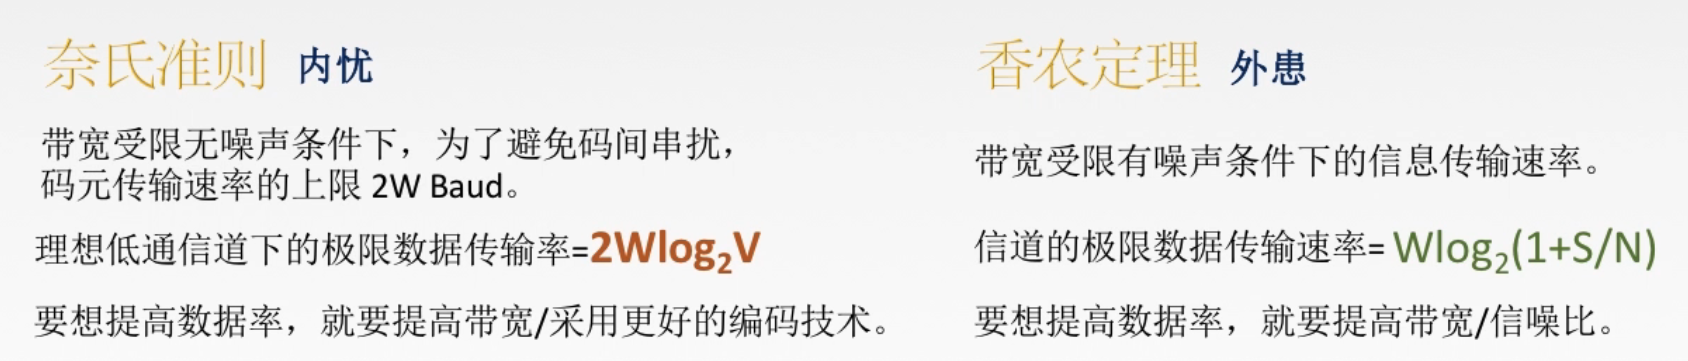 奈氏准则 内忧
带宽受限无噪声条件下，为了避免码间串扰，
码元传输速率的上限 2W Baud。
理想低通信道下的极限数据传输率=2Wlog₂V
要想提高数据率，就要提高带宽/采用更好的编码技术。
香农定理 外患
带宽受限有噪声条件下的信息传输速率。
信道的极限数据传输速率= Wlog₂(1+S/N)
要想提高数据率，就要提高带宽/信噪比。